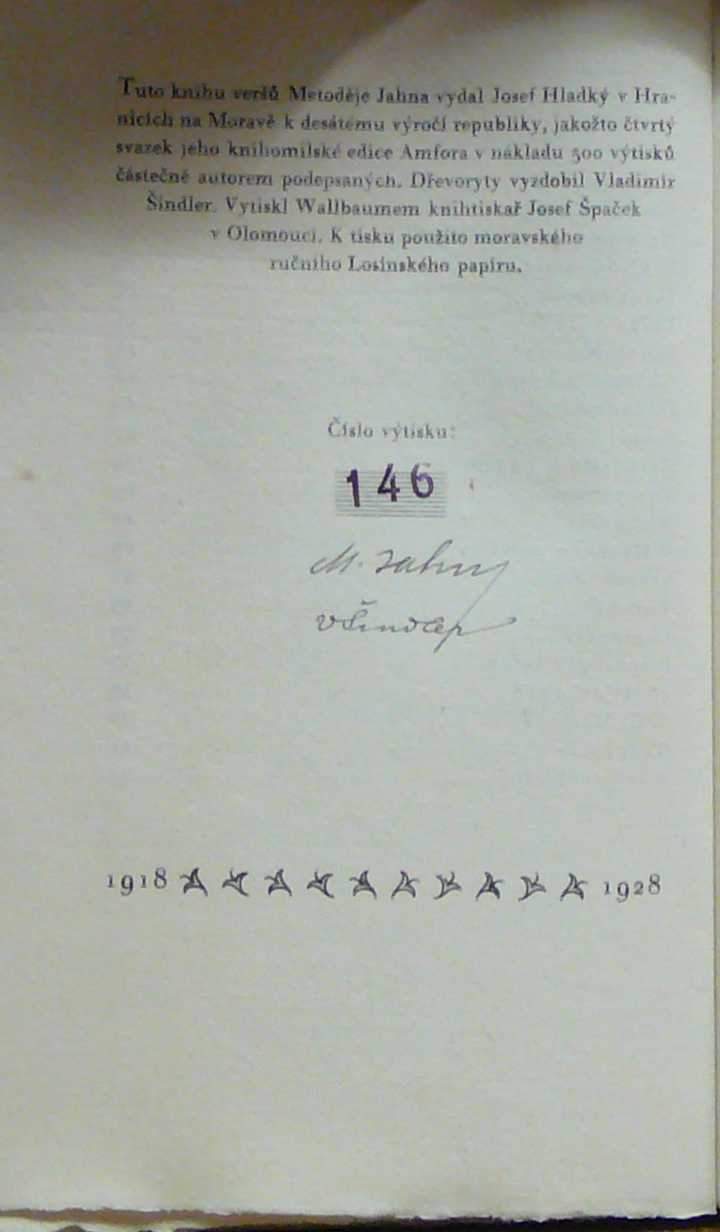 Tuto knihu veršů Metoděje Jahna vydal Josef Hladký v Hra-
nicích na Moravě k desátému výročí republiky, jakožto čtvrtý
svazek jeho knihomilské edice Amfora v nákladu 500 výtisků
částečně autorem podepsaných. Dřevoryty vyzdobil Vladimír
Šindler. Vytiskl Wallbaumem knihtiskař Josef Špaček
v Olomouci. K tisku použito moravského
ručního Losinského papíru.
Číslo výtisku:
146
M. Jahn
VŠindler
1918 1928